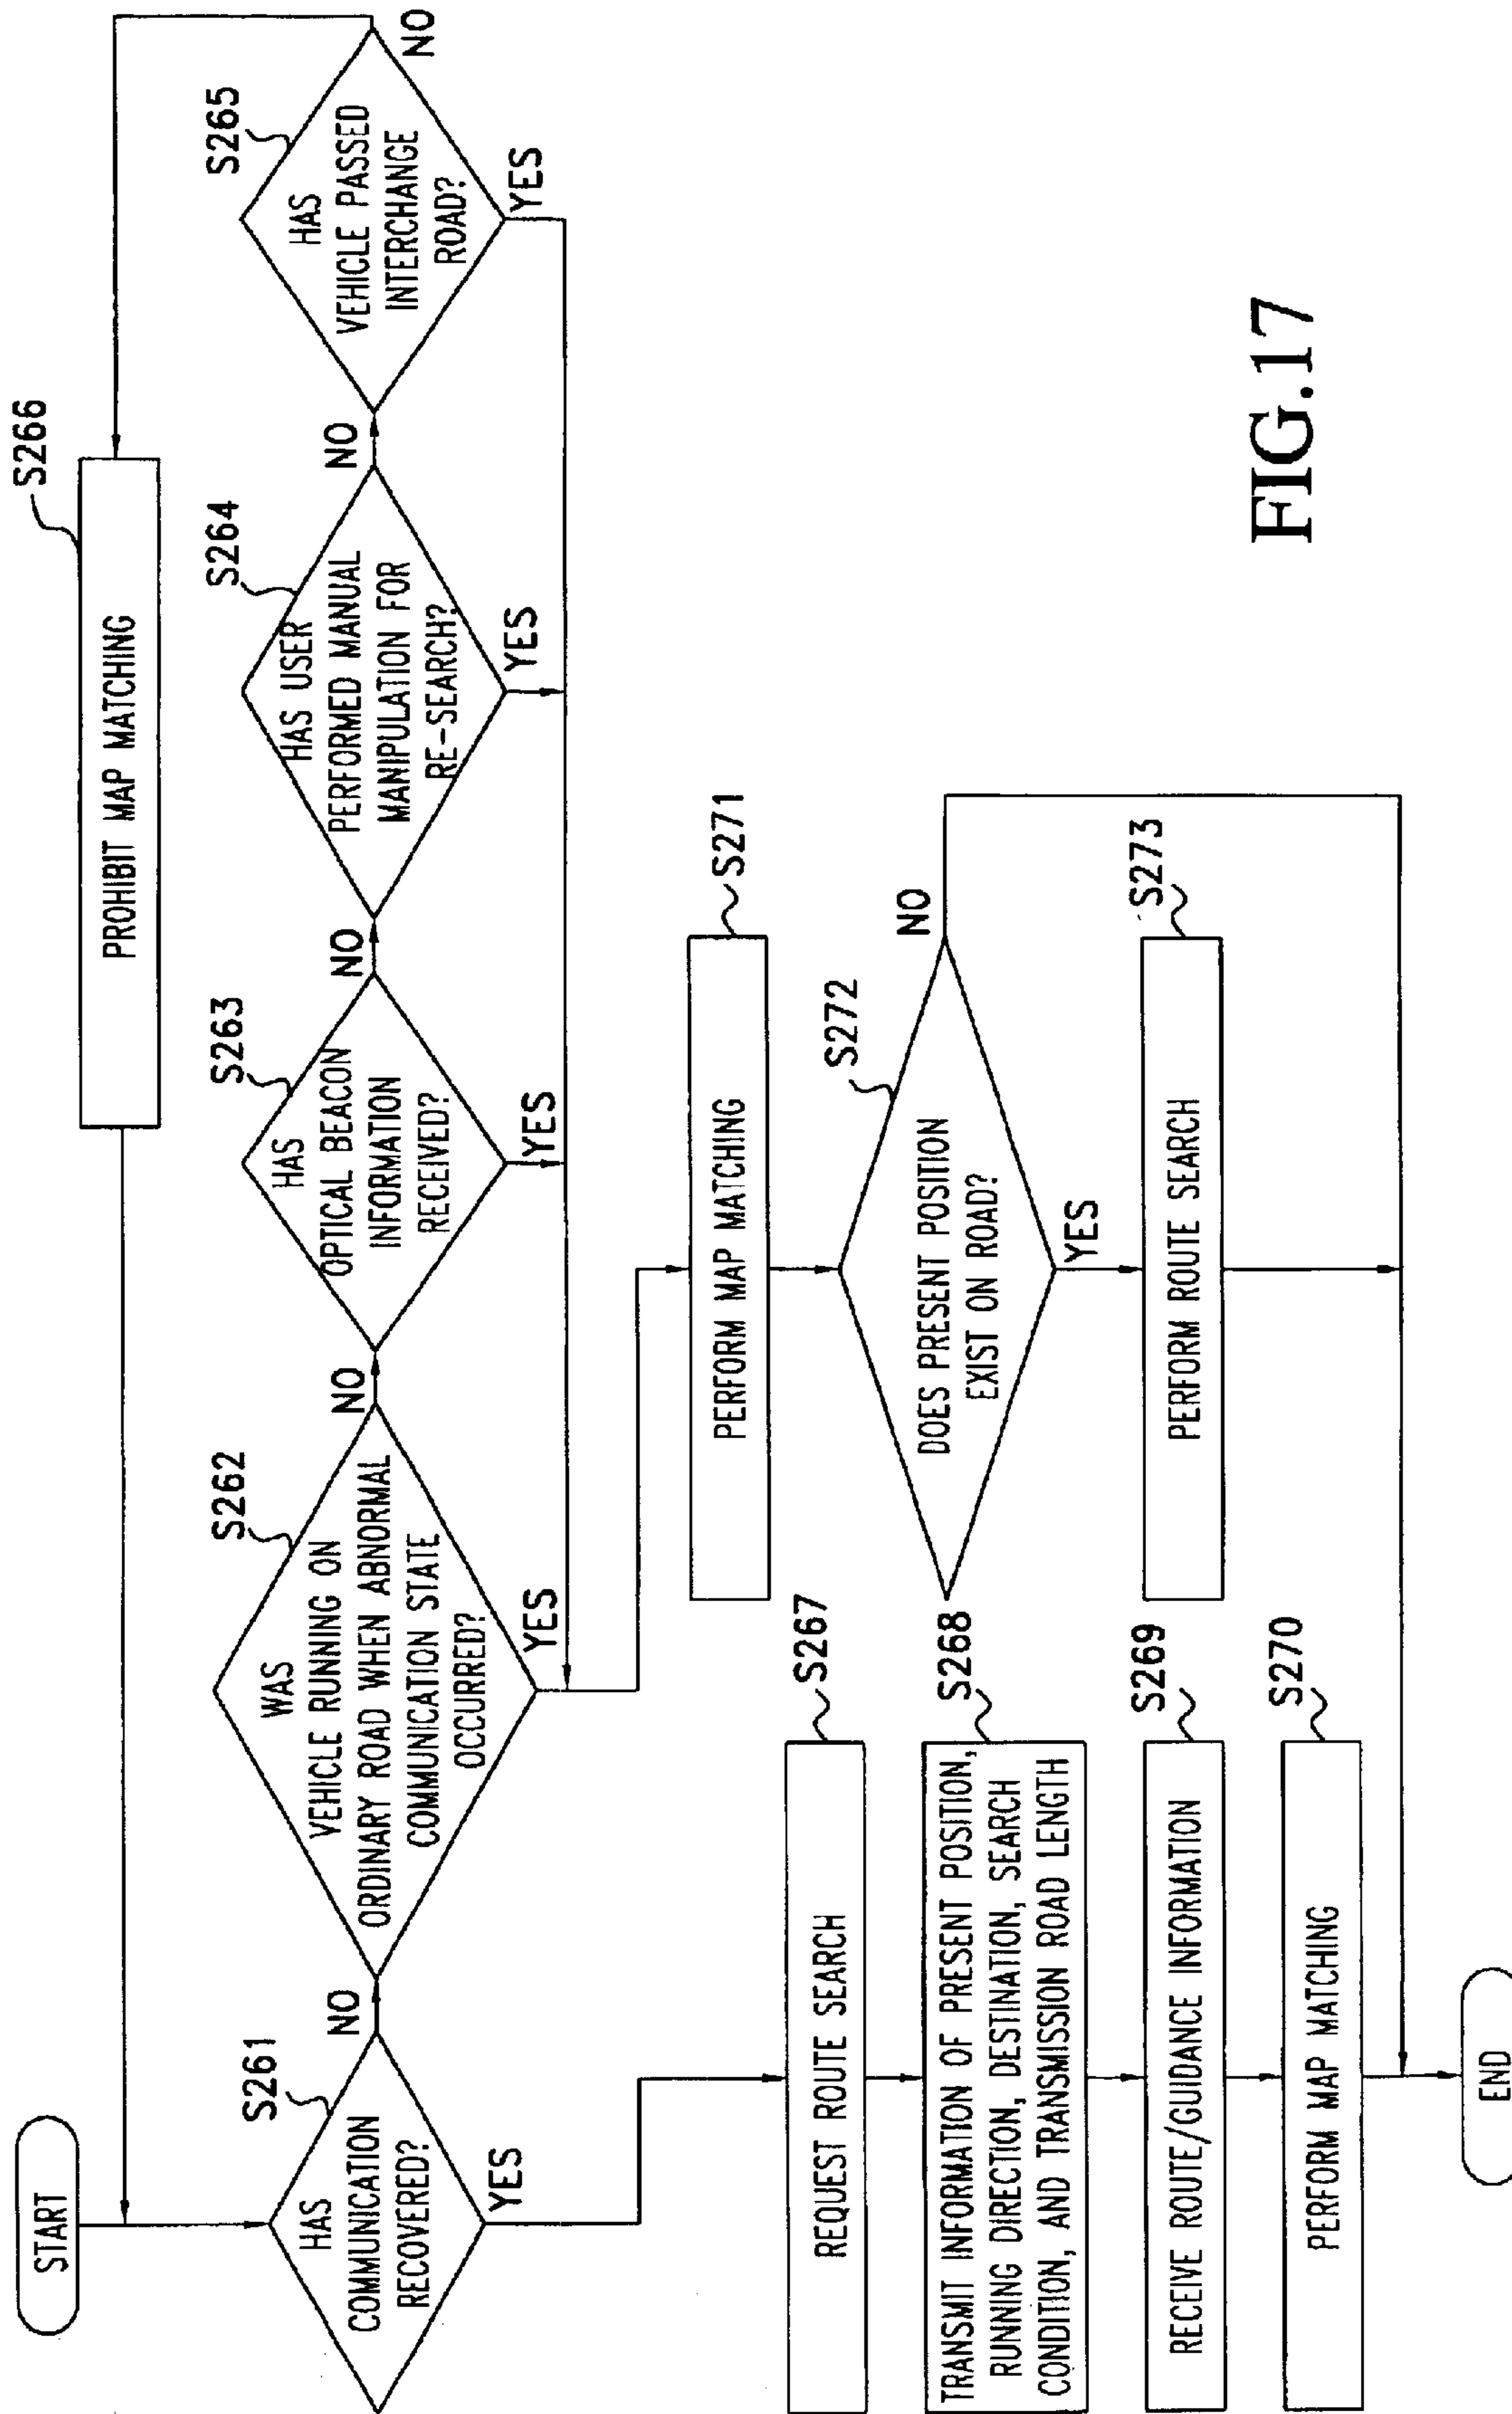 START
S261
HAS
COMMUNICATION
RECOVERED?
NO
YES
S262
WAS
VEHICLE RUNNING ON
ORDINARY ROAD WHEN ABNORMAL
COMMUNICATION STATE
OCCURRED?
NO
YES
S263
HAS
OPTICAL BEACON
INFORMATION
RECEIVED?
NO
YES
S264
HAS USER
PERFORMED MANUAL
MANIPULATION FOR
RE-SEARCH?
NO
YES
S265
HAS
VEHICLE PASSED
INTERCHANGE
ROAD?
NO
YES
S266
PROHIBIT MAP MATCHING
S267
REQUEST ROUTE SEARCH
S268
TRANSMIT INFORMATION OF PRESENT POSITION,
RUNNING DIRECTION, DESTINATION, SEARCH
CONDITION, AND TRANSMISSION ROAD LENGTH
S269
RECEIVE ROUTE/GUIDANCE INFORMATION
S270
PERFORM MAP MATCHING
S271
PERFORM MAP MATCHING
S272
DOES PRESENT POSITION
EXIST ON ROAD?
NO
YES
S273
PERFORM ROUTE SEARCH
END
FIG.17